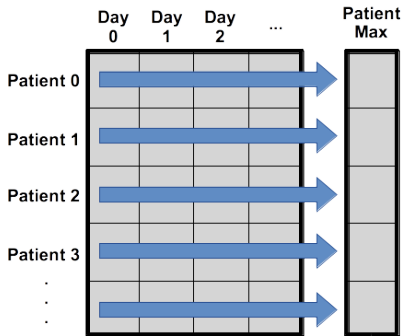 Day Day Day Patient
0 1 2 ... Max
Patient 0
Patient 1
Patient 2
Patient 3
.
.
.